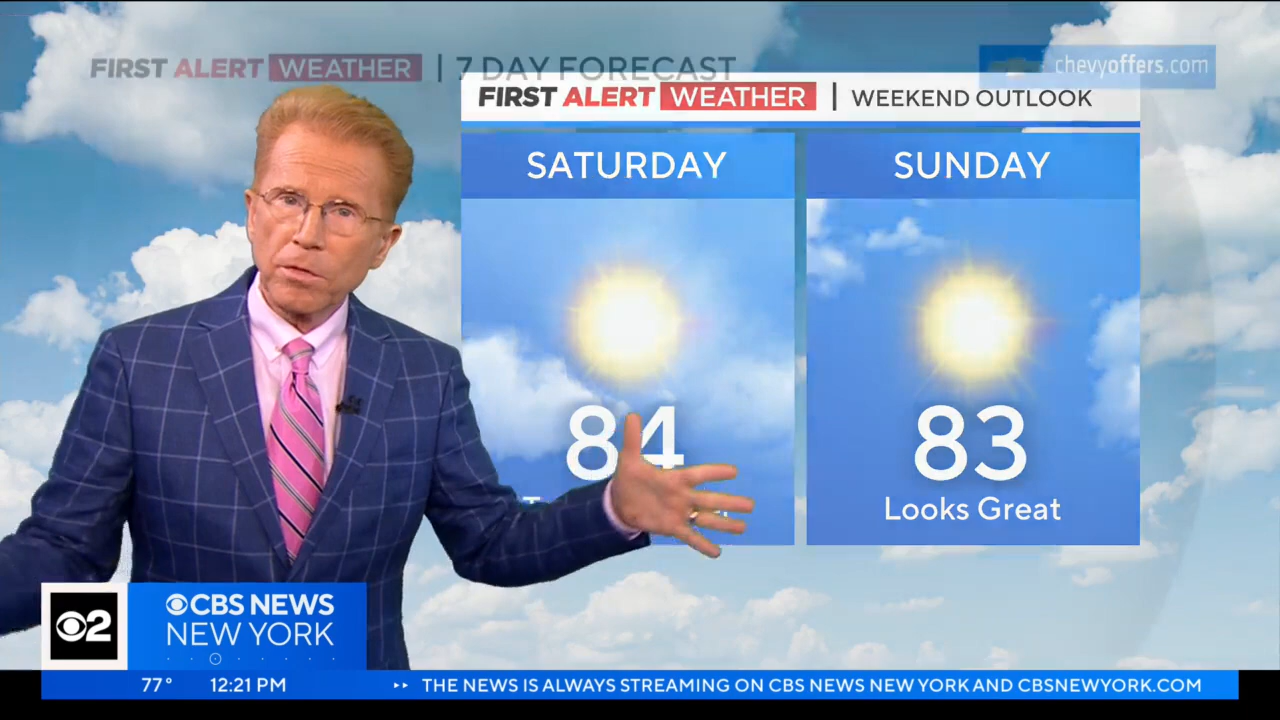 FIRST ALERT WEATHER | 7 DAY FORECAST
chevyoffers.com
FIRST ALERT WEATHER | WEEKEND OUTLOOK
SATURDAY
SUNDAY
84
83
Looks Great
2
CBS NEWS
NEW YORK
77° 12:21 PM THE NEWS IS ALWAYS STREAMING ON CBS NEWS NEW YORK AND CBSNEWYORK.COM